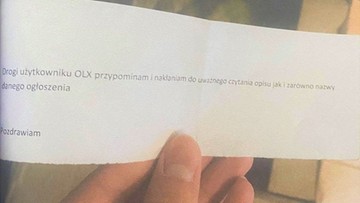 Drogi użytkowniku OLX przypominam i nakłaniam do uważnego czytania opisu jak i zarówno nazwy
danego ogłoszenia
Pozdrawiam